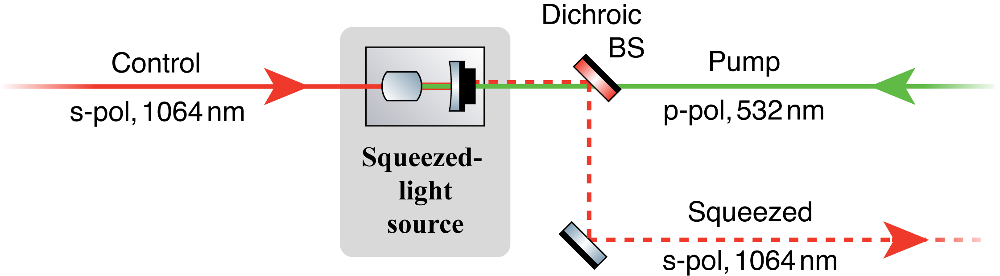 Dichroic
BS
Control
Pump
s-pol, 1064 nm
p-pol, 532 nm
Squeezed-
light
source
Squeezed
s-pol, 1064 nm